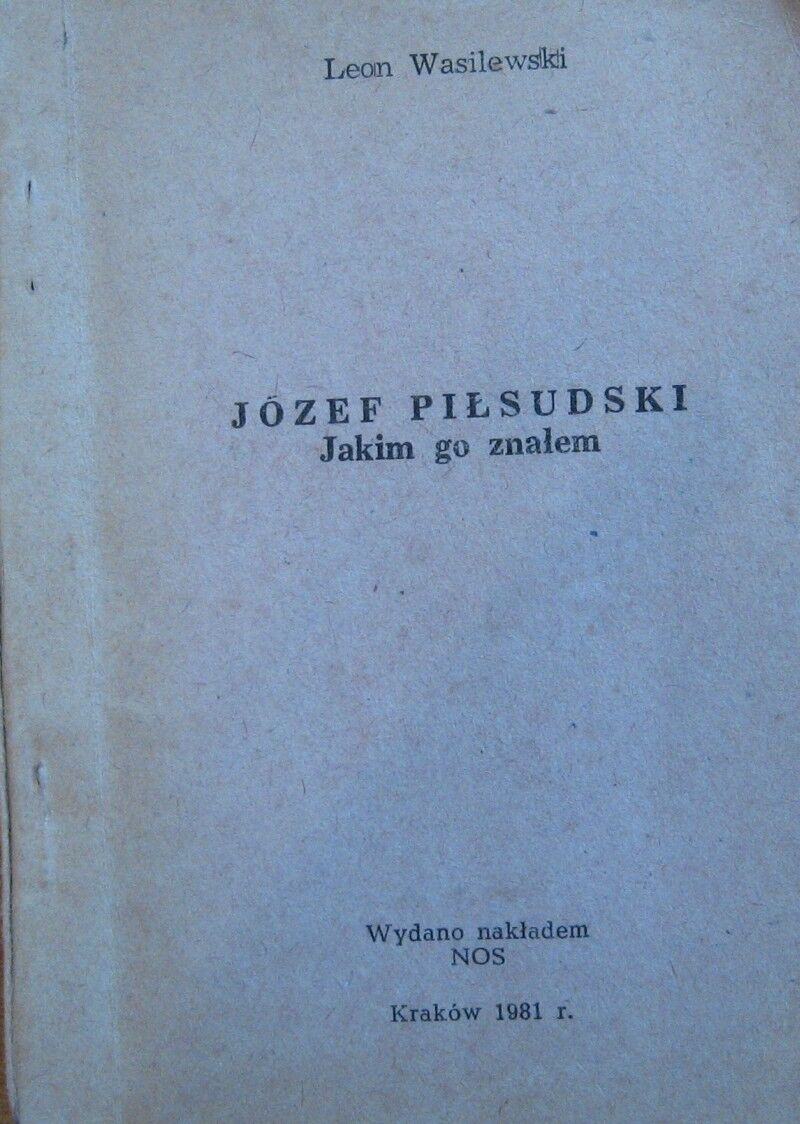 Leon Wasilewski
JÓZEF PIŁSUDSKI
Jakim go znałem
Wydano nakładem
NOS
Kraków 1981 r.